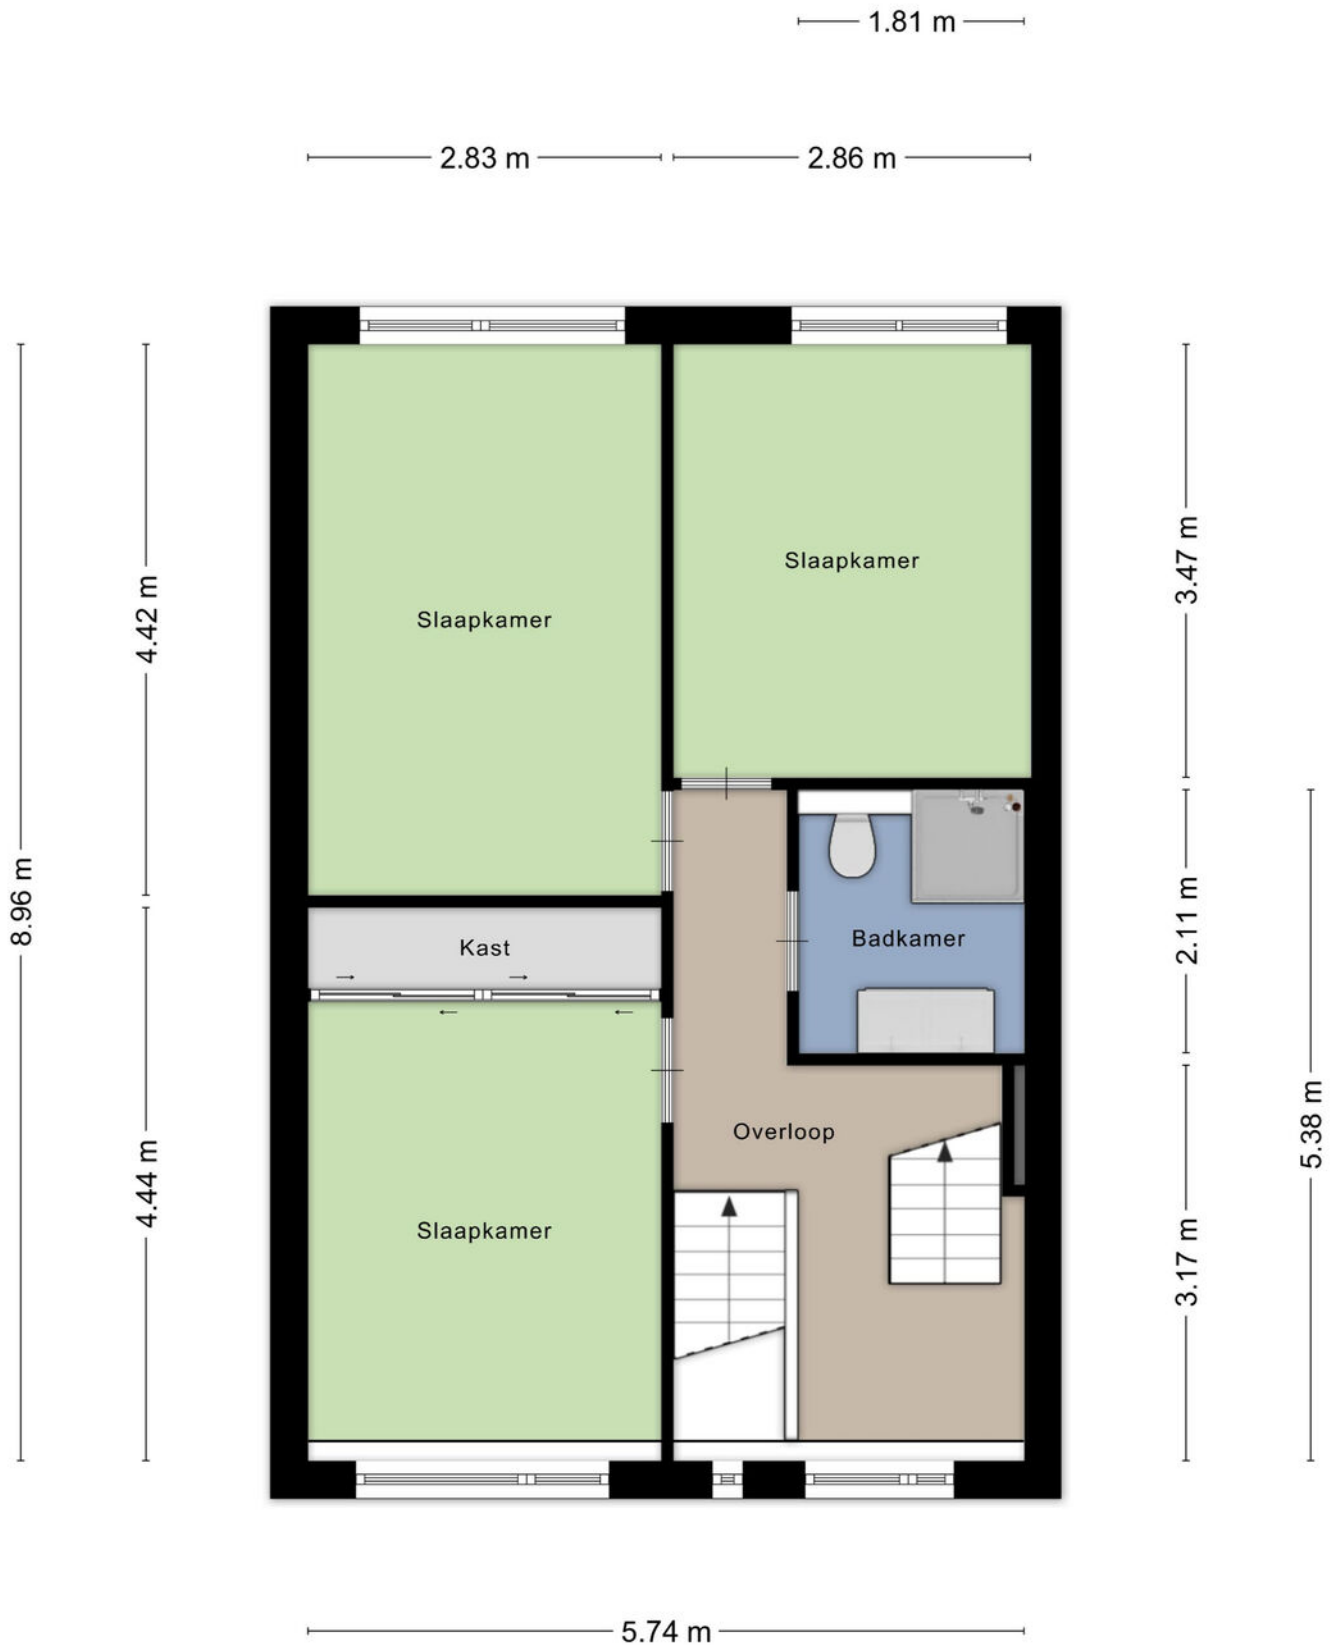 1.81 m
2.83 m
2.86 m
Slaapkamer
3.47 m
Slaapkamer
4.42 m
8.96 m
2.11 m
Badkamer
Kast
5.38 m
Overloop
4.44 m
Slaapkamer
3.17 m
5.74 m